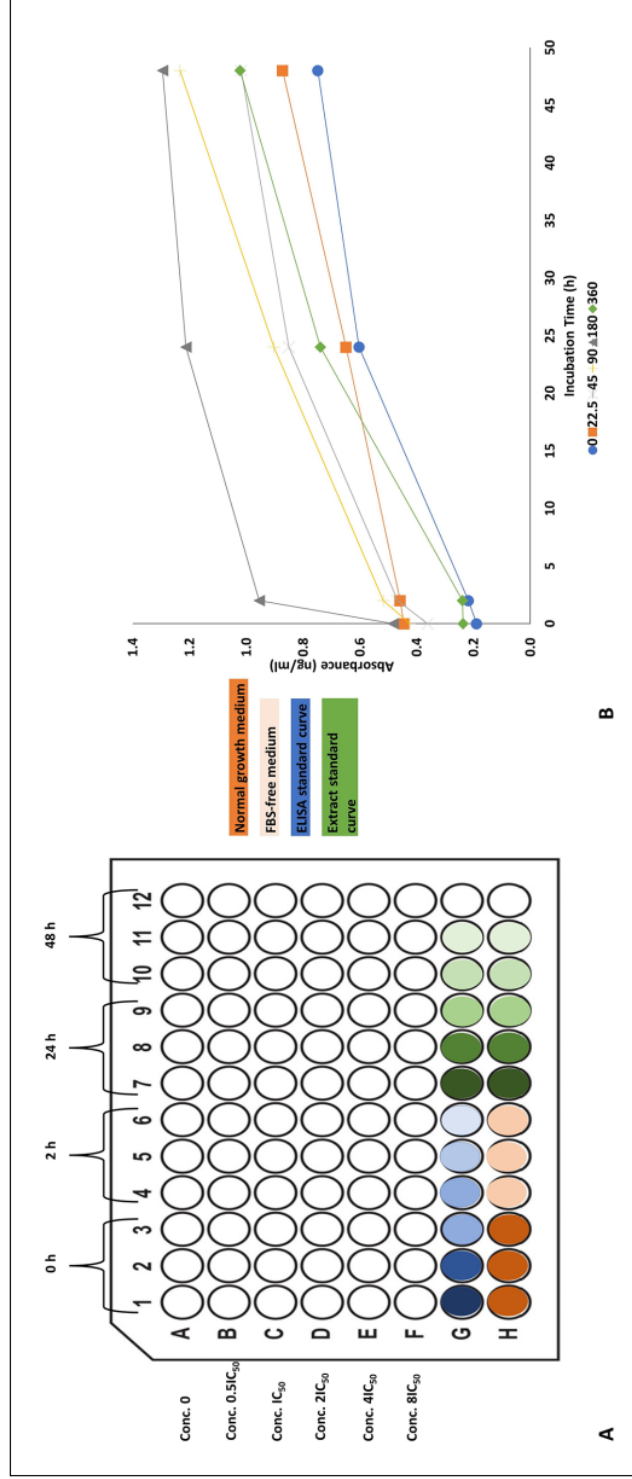 0 h
2 h
24 h
48 h
1 2 3 4 5 6 7 8 9 10 11 12
Conc. 0
A
Conc. 0.5IC₅₀
B
Conc. IC₅₀
C
Conc. 2IC₅₀
D
Conc. 4IC₅₀
E
Conc. 8IC₅₀
F
G
H
A
Normal growth medium
FBS-free medium
ELISA standard curve
Extract standard
curve
Absorbance (ng/ml)
1.4
1.2
1.0
0.8
0.6
0.4
0.2
0.0
0 5 10 15 20 25 30 35 40 45 50
Incubation Time (h)
0 22.5 45 90 180 360
B